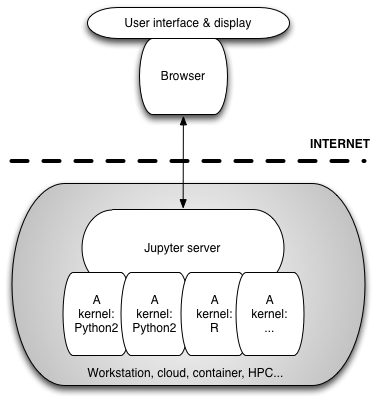 User interface & display
Browser
INTERNET
Jupyter server
A
kernel:
Python2
A
kernel:
Python2
A
kernel:
R
A
kernel:
...
Workstation, cloud, container, HPC...